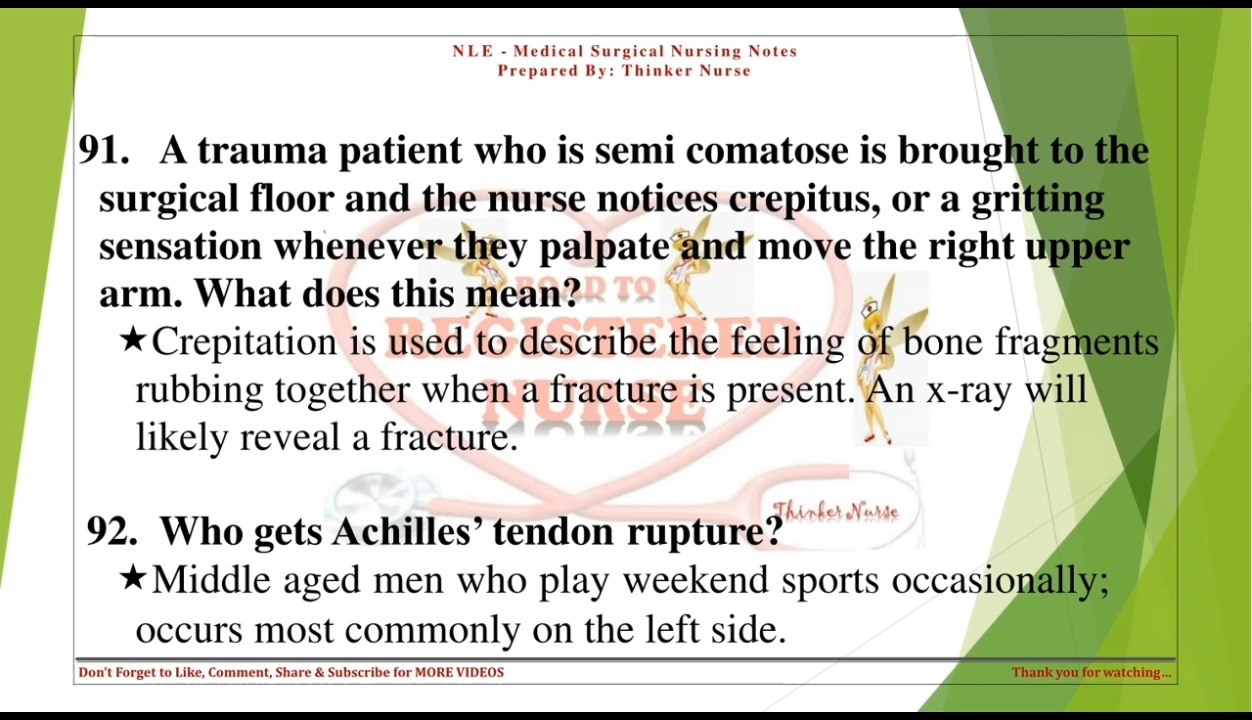 NLE - Medical Surgical Nursing Notes
Prepared By: Thinker Nurse
91. A trauma patient who is semi comatose is brought to the
surgical floor and the nurse notices crepitus, or a gritting
sensation whenever they palpate and move the right upper
arm. What does this mean?
★Crepitation is used to describe the feeling of bone fragments
rubbing together when a fracture is present. An x-ray will
likely reveal a fracture.
ROAD TO
REGISTERED
NURSE
Thinker Nurse
92. Who gets Achilles’ tendon rupture?
★Middle aged men who play weekend sports occasionally;
occurs most commonly on the left side.
Don't Forget to Like, Comment, Share & Subscribe for MORE VIDEOS
Thank you for watching...